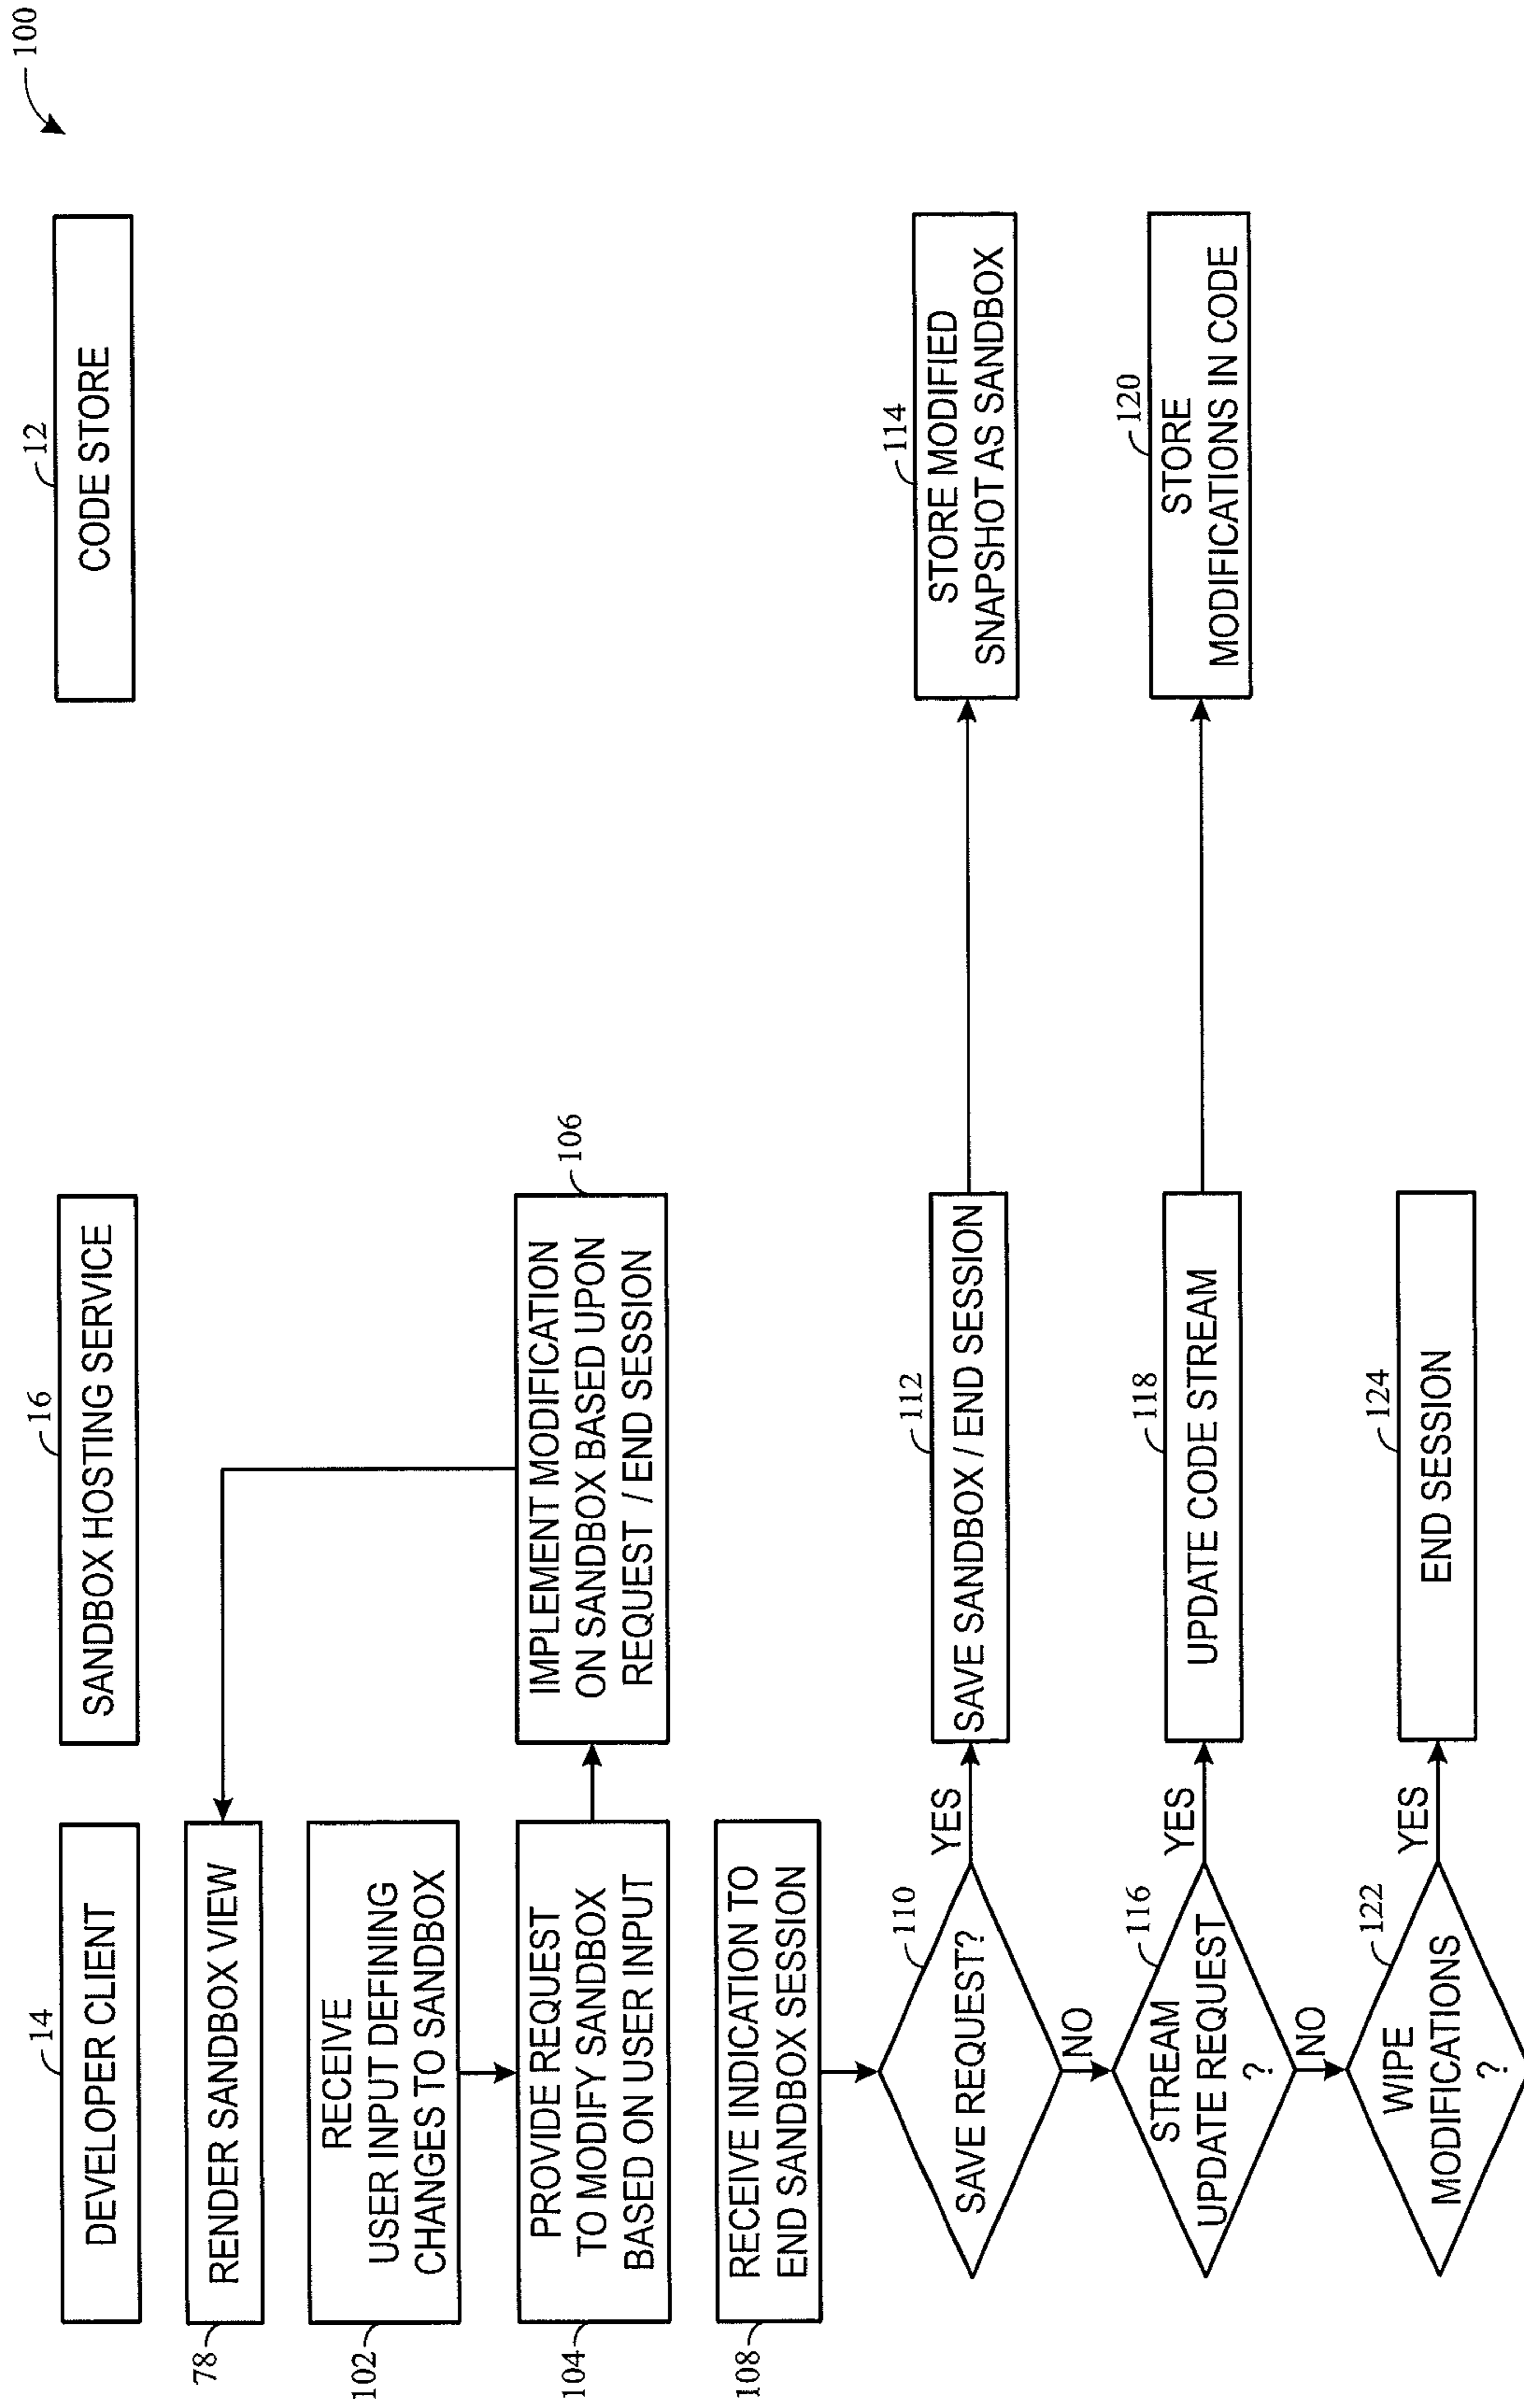 100
14
DEVELOPER CLIENT
16
SANDBOX HOSTING SERVICE
12
CODE STORE
78
RENDER SANDBOX VIEW
102
RECEIVE
USER INPUT DEFINING
CHANGES TO SANDBOX
104
PROVIDE REQUEST
TO MODIFY SANDBOX
BASED ON USER INPUT
106
IMPLEMENT MODIFICATION
ON SANDBOX BASED UPON
REQUEST / END SESSION
108
RECEIVE INDICATION TO
END SANDBOX SESSION
110
SAVE REQUEST?
YES
112
SAVE SANDBOX / END SESSION
114
STORE MODIFIED
SNAPSHOT AS SANDBOX
NO
116
STREAM
UPDATE REQUEST
?
YES
118
UPDATE CODE STREAM
120
STORE
MODIFICATIONS IN CODE
NO
122
WIPE
MODIFICATIONS
?
YES
124
END SESSION